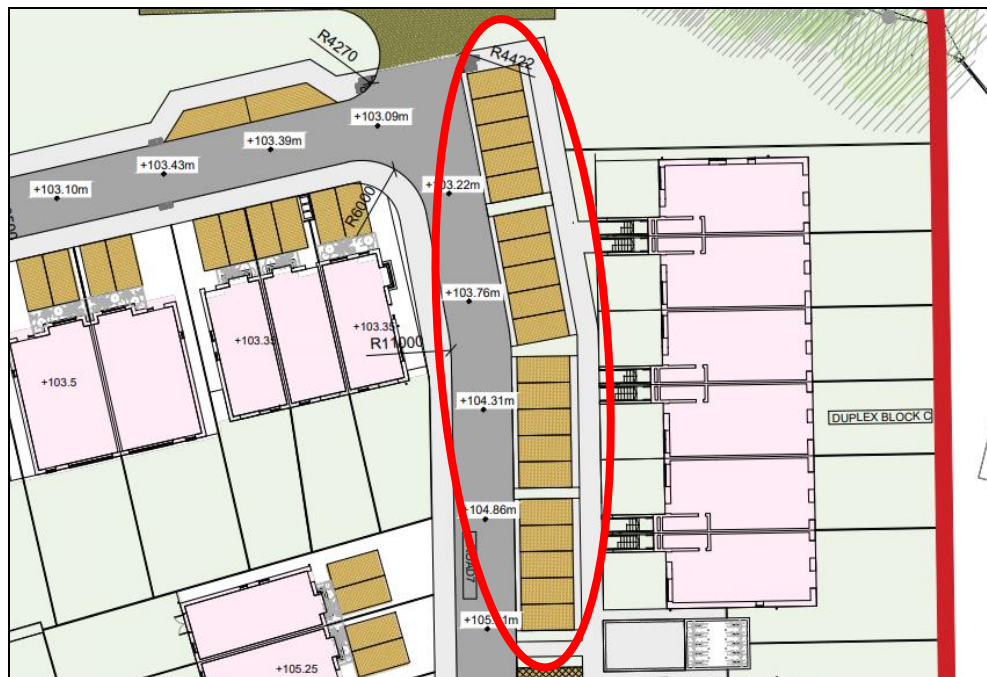 R4270
R4422
+103.09m
+103.39m
+103.43m
+103.10m
+103.22m
R6000
+103.76m
+103.35
+103.35
R11000
+103.5
+104.31m
DUPLEX BLOCK C
+104.86m
+105.25